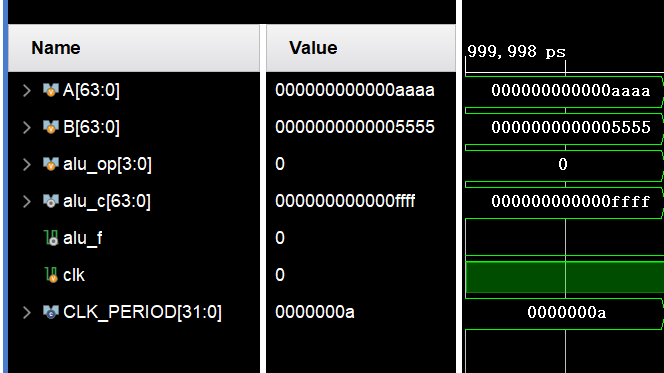 Name Value 999,998 ps
A[63:0] 000000000000aaaa 000000000000aaaa
B[63:0] 0000000000005555 0000000000005555
alu_op[3:0] 0 0
alu_c[63:0] 000000000000ffff 000000000000ffff
alu_f 0
clk 0
CLK_PERIOD[31:0] 0000000a 0000000a